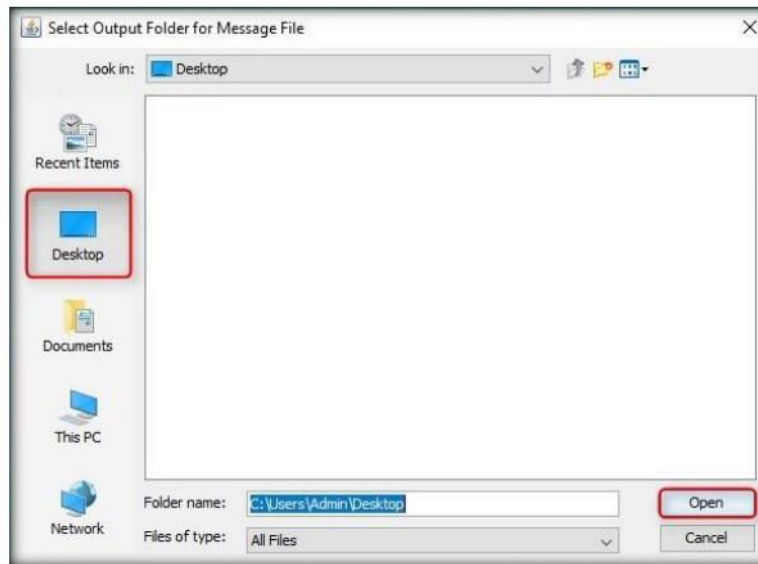 Select Output Folder for Message File
Look in: Desktop
Recent Items
Desktop
Documents
This PC
Network
Folder name: C:\Users\Admin\Desktop Open
Files of type: All Files Cancel